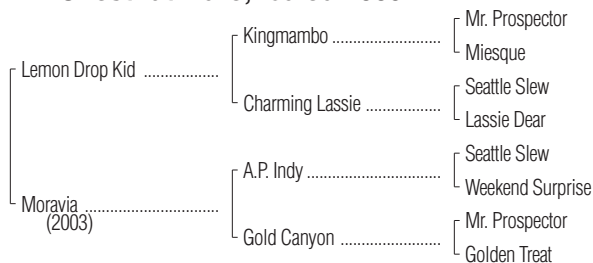 Mr. Prospector
Kingmambo ......................
Miesque
Lemon Drop Kid ...............
Seattle Slew
Charming Lassie ...............
Lassie Dear
Seattle Slew
A.P. Indy ...........................
Weekend Surprise
Moravia ...........................
(2003)
Mr. Prospector
Gold Canyon ....................
Golden Treat